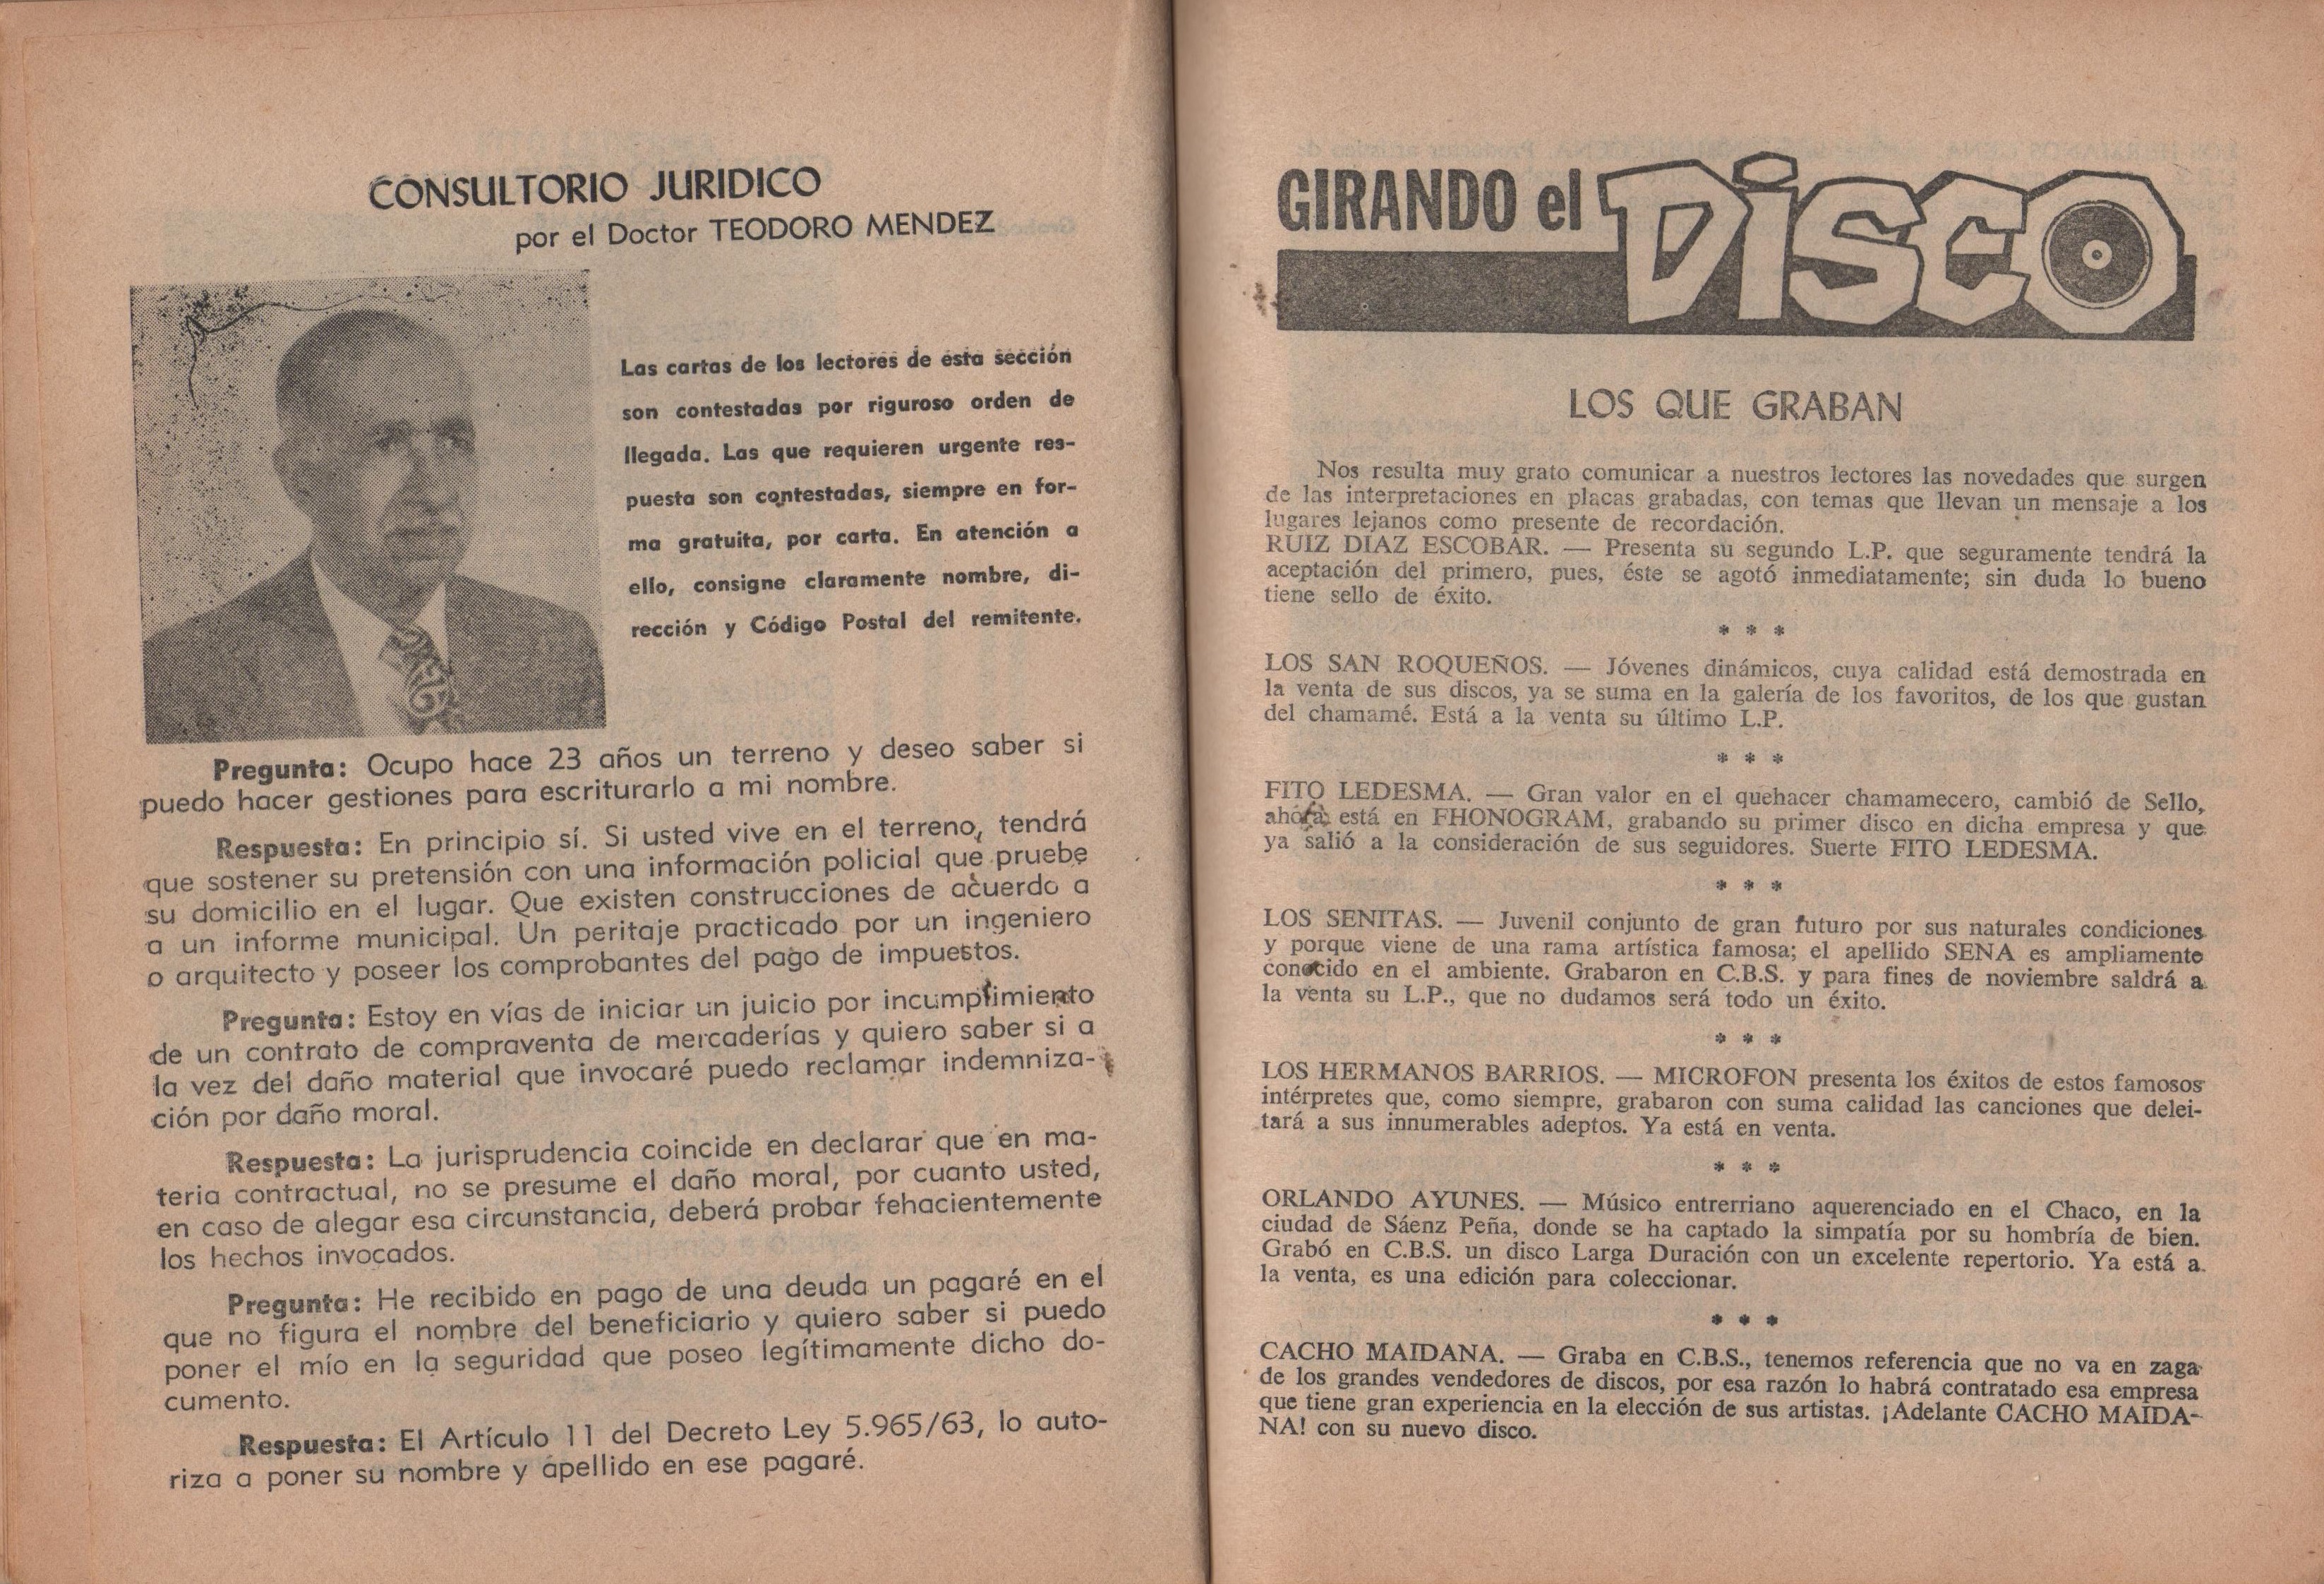 CONSULTORIO JURIDICO
por el Doctor TEODORO MENDEZ
Las cartas de los lectores de esta sección
son contestadas por riguroso orden de
llegada. Las que requieren urgente res-
puesta son contestadas, siempre en for-
ma gratuita, por carta. En atención a
ello, consigne claramente nombre, di-
rección y Código Postal del remitente.
Pregunta: Ocupo hace 23 años un terreno y deseo saber si
puedo hacer gestiones para escriturarlo a mi nombre.
Respuesta: En principio sí. Si usted vive en el terreno, tendrá
que sostener su pretensión con una información policial que pruebe
su domicilio en el lugar. Que existen construcciones de acuerdo a
a un informe municipal. Un peritaje practicado por un ingeniero
o arquitecto y poseer los comprobantes del pago de impuestos.
Pregunta: Estoy en vías de iniciar un juicio por incumplimiento
de un contrato de compraventa de mercaderías y quiero saber si a
la vez del daño material que invocaré puedo reclamar indemniza-
ción por daño moral.
Respuesta: La jurisprudencia coincide en declarar que en ma-
teria contractual, no se presume el daño moral, por cuanto usted,
en caso de alegar esa circunstancia, deberá probar fehacientemente
los hechos invocados.
Pregunta: He recibido en pago de una deuda un pagaré en el
que no figura el nombre del beneficiario y quiero saber si puedo
poner el mío en la seguridad que poseo legítimamente dicho do-
cumento.
Respuesta: El Artículo 11 del Decreto Ley 5.965/63, lo auto-
riza a poner su nombre y apellido en ese pagaré.
GIRANDO el DiSCO
LOS QUE GRABAN
Nos resulta muy grato comunicar a nuestros lectores las novedades que surgen
de las interpretaciones en placas grabadas, con temas que llevan un mensaje a los
lugares lejanos como presente de recordación.
RUIZ DIAZ ESCOBAR. — Presenta su segundo L.P. que seguramente tendrá la
aceptación del primero, pues, éste se agotó inmediatamente; sin duda lo bueno
tiene sello de éxito.
* * *
LOS SAN ROQUEÑOS. — Jóvenes dinámicos, cuya calidad está demostrada en
la venta de sus discos, ya se suma en la galería de los favoritos, de los que gustan
del chamamé. Está a la venta su último L.P.
* * *
FITO LEDESMA. — Gran valor en el quehacer chamamecero, cambió de Sello,
ahora está en FHONOGRAM, grabando su primer disco en dicha empresa y que
ya salió a la consideración de sus seguidores. Suerte FITO LEDESMA.
* * *
LOS SENITAS. — Juvenil conjunto de gran futuro por sus naturales condiciones
y porque viene de una rama artística famosa; el apellido SENA es ampliamente
conocido en el ambiente. Grabaron en C.B.S. y para fines de noviembre saldrá a
la venta su L.P., que no dudamos será todo un éxito.
* * *
LOS HERMANOS BARRIOS. — MICROFON presenta los éxitos de estos famosos
intérpretes que, como siempre, grabaron con suma calidad las canciones que delei-
tará a sus innumerables adeptos. Ya está en venta.
* * *
ORLANDO AYUNES. — Músico entrerriano aquerenciado en el Chaco, en la
ciudad de Sáenz Peña, donde se ha captado la simpatía por su hombría de bien.
Grabó en C.B.S. un disco Larga Duración con un excelente repertorio. Ya está a
la venta, es una edición para coleccionar.
* * *
CACHO MAIDANA. — Graba en C.B.S., tenemos referencia que no va en zaga
de los grandes vendedores de discos, por esa razón lo habrá contratado esa empresa
que tiene gran experiencia en la elección de sus artistas. ¡Adelante CACHO MAIDA-
NA! con su nuevo disco.